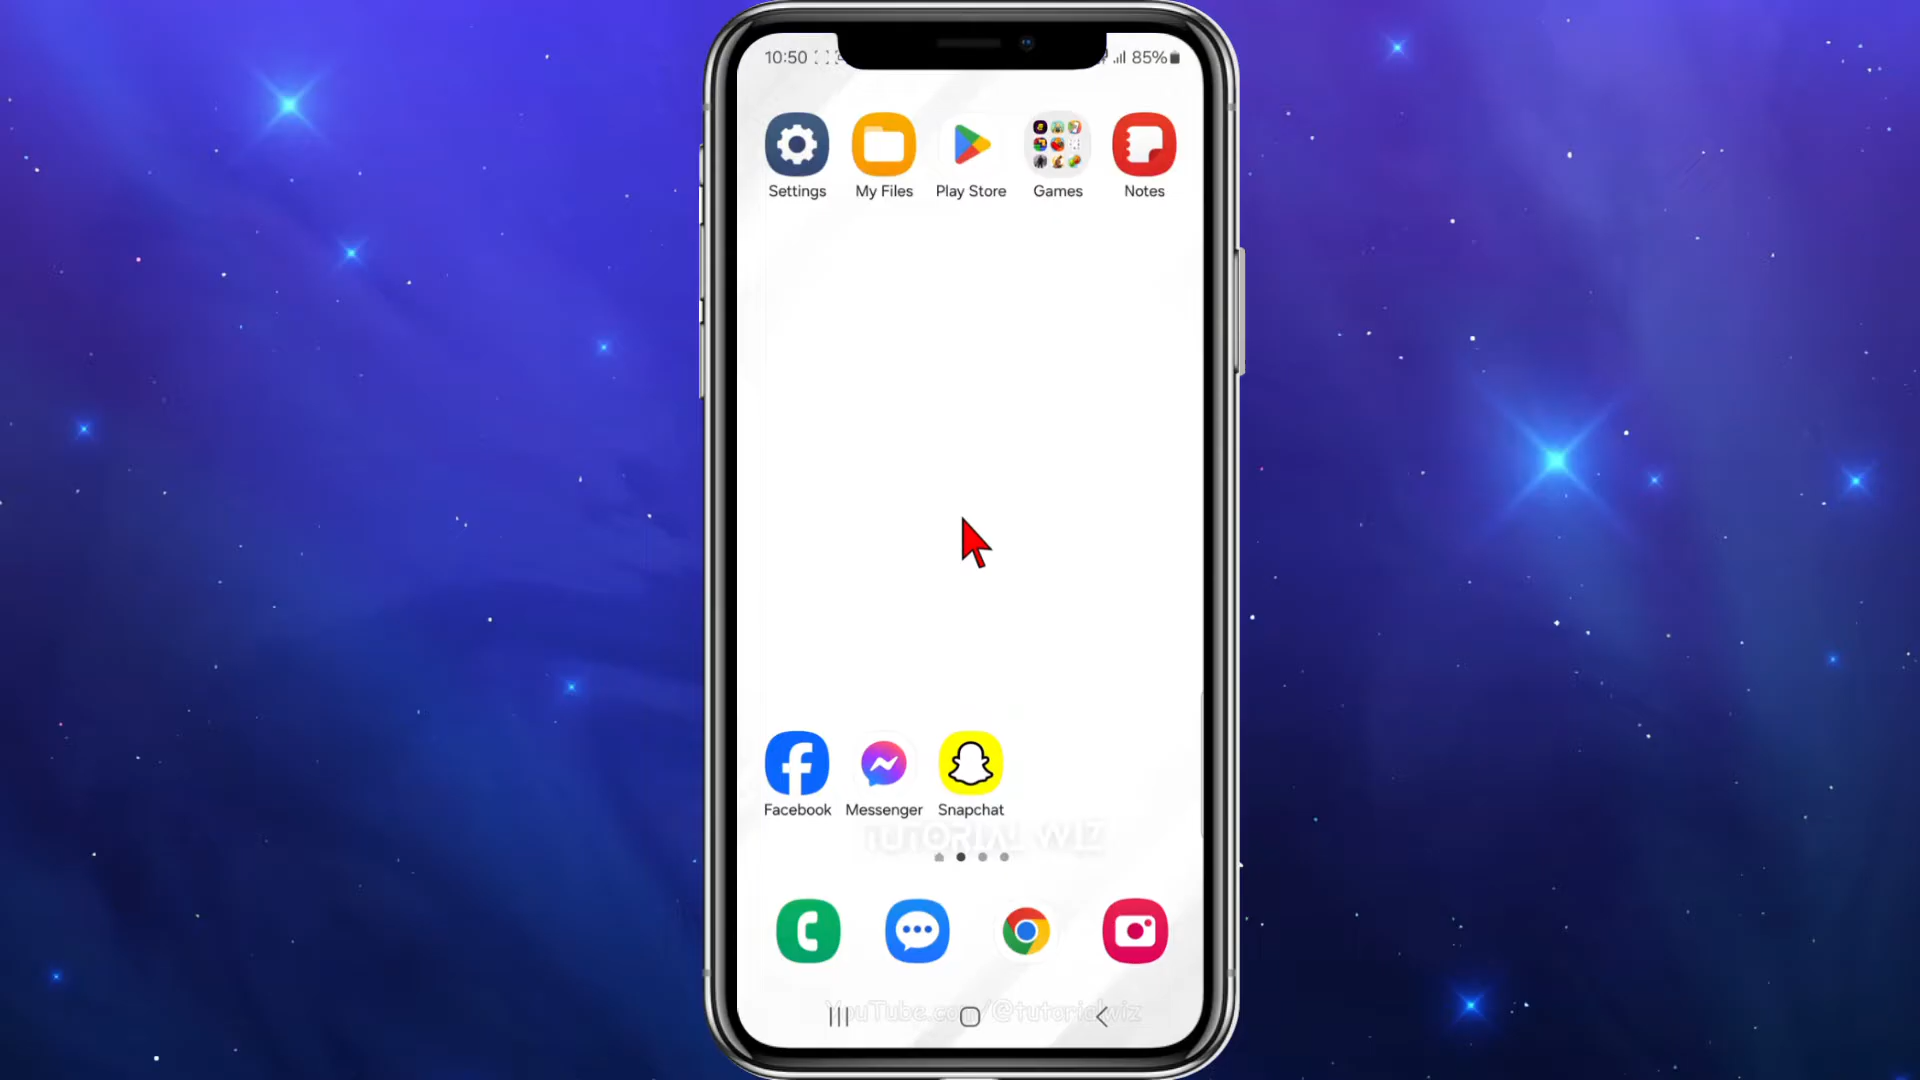 10:50
85%
Settings My Files Play Store Games Notes
Facebook Messenger Snapchat
TUTORIAL WIZ
YouTube.com/@tutorialwiz